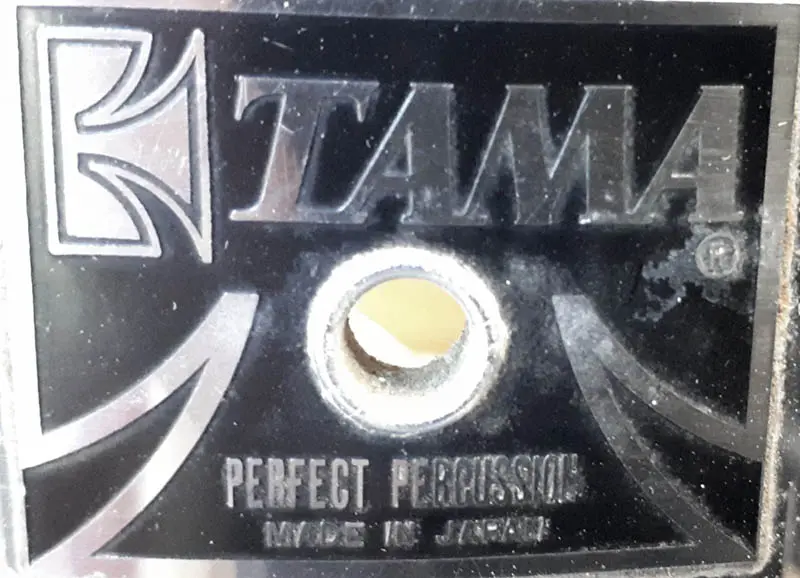 TAMA
®
PERFECT PERCUSSION
MADE IN JAPAN